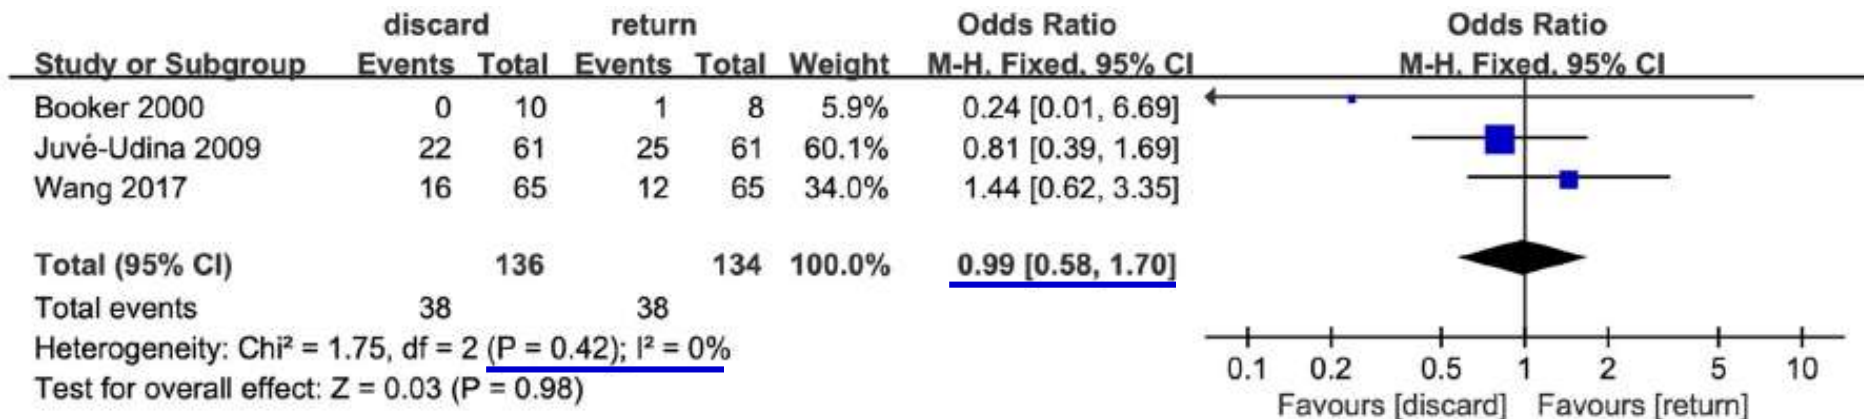 discard return Odds Ratio Odds Ratio
Study or Subgroup Events Total Events Total Weight M-H. Fixed. 95% CI M-H. Fixed. 95% CI
Booker 2000 0 10 1 8 5.9% 0.24 [0.01, 6.69]
Juvé-Udina 2009 22 61 25 61 60.1% 0.81 [0.39, 1.69]
Wang 2017 16 65 12 65 34.0% 1.44 [0.62, 3.35]
Total (95% CI) 136 134 100.0% 0.99 [0.58, 1.70]
Total events 38 38
Heterogeneity: Chi² = 1.75, df = 2 (P = 0.42); I² = 0%
Test for overall effect: Z = 0.03 (P = 0.98)
0.1 0.2 0.5 1 2 5 10
Favours [discard] Favours [return]